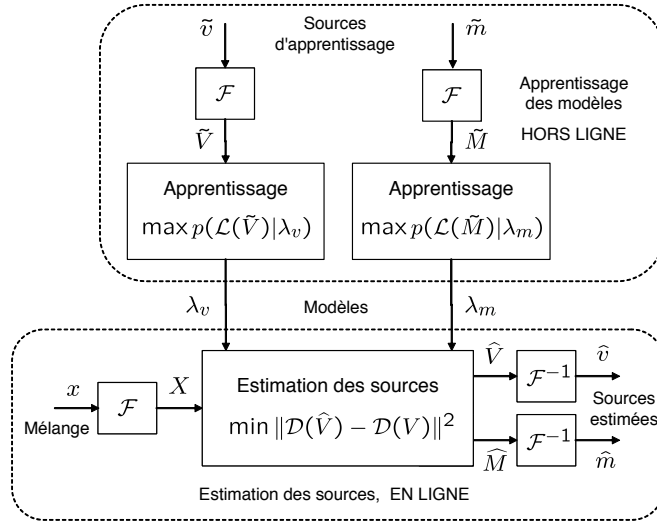 ṽ Sources m̃
d'apprentissage
ℱ ℱ
Apprentissage
des modèles
HORS LIGNE
Ṽ M̃
Apprentissage Apprentissage
max p(ℒ(Ṽ)|λ_v) max p(ℒ(M̃)|λ_m)
λ_v Modèles λ_m
x ℱ X
Mélange
Estimation des sources
min ‖𝒟(V̂) − 𝒟(V)‖²
V̂ ℱ⁻¹ v̂
Sources
estimées
M̂ ℱ⁻¹ m̂
Estimation des sources, EN LIGNE